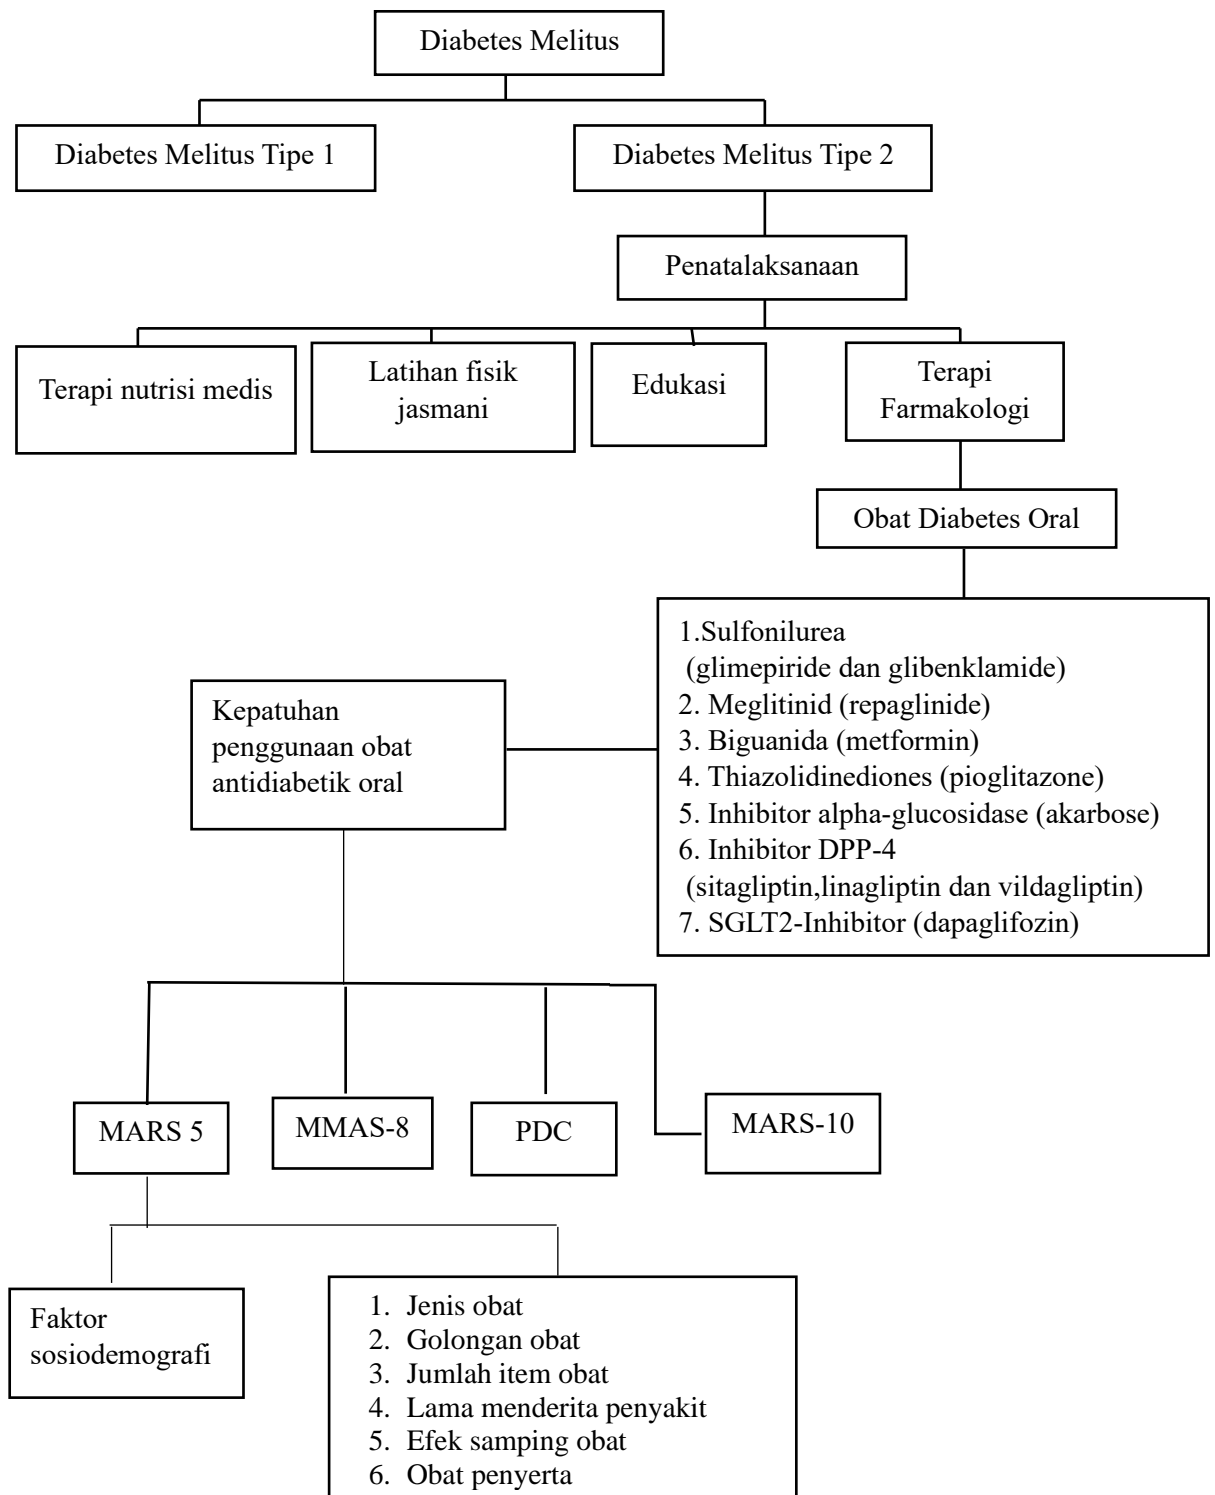 Diabetes Melitus
Diabetes Melitus Tipe 1
Diabetes Melitus Tipe 2
Penatalaksanaan
Terapi nutrisi medis
Latihan fisik
jasmani
Edukasi
Terapi
Farmakologi
Obat Diabetes Oral
1.Sulfonilurea
(glimepiride dan glibenklamide)
2. Meglitinid (repaglinide)
3. Biguanida (metformin)
4. Thiazolidinediones (pioglitazone)
5. Inhibitor alpha-glucosidase (akarbose)
6. Inhibitor DPP-4
(sitagliptin,linagliptin dan vildagliptin)
7. SGLT2-Inhibitor (dapaglifozin)
Kepatuhan
penggunaan obat
antidiabetik oral
MARS 5
MMAS-8
PDC
MARS-10
Faktor
sosiodemografi
1. Jenis obat
2. Golongan obat
3. Jumlah item obat
4. Lama menderita penyakit
5. Efek samping obat
6. Obat penyerta